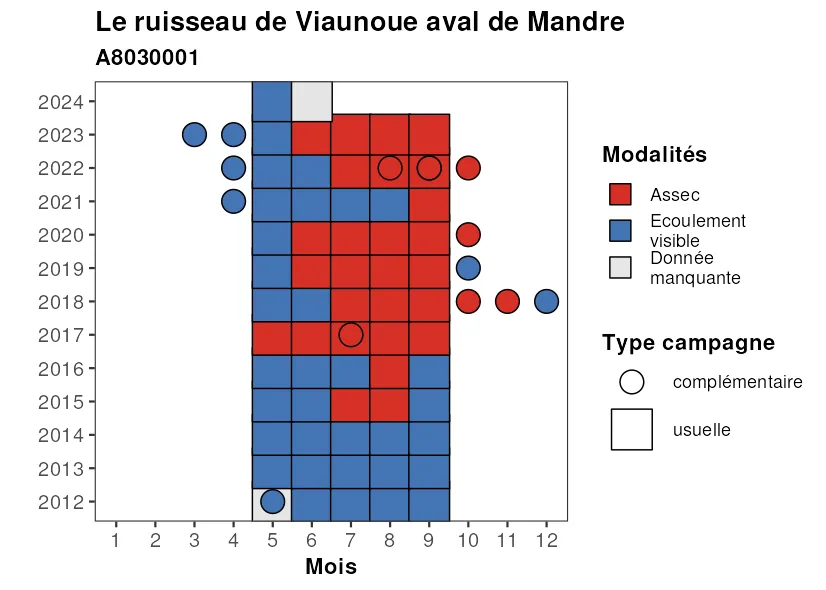 Le ruisseau de Viaunoue aval de Mandre
A8030001
2024
2023
2022
2021
2020
2019
2018
2017
2016
2015
2014
2013
2012
1 2 3 4 5 6 7 8 9 10 11 12
Mois
Modalités
Assec
Ecoulement
visible
Donnée
manquante
Type campagne
complémentaire
usuelle